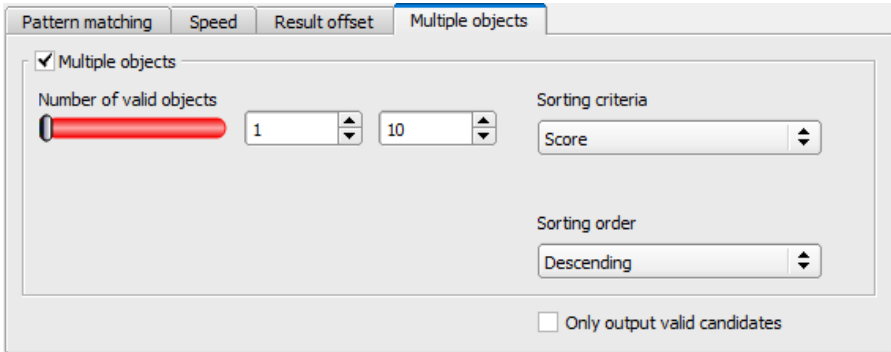 Pattern matching Speed Result offset Multiple objects
Multiple objects
Number of valid objects
1 10
Sorting criteria
Score
Sorting order
Descending
Only output valid candidates